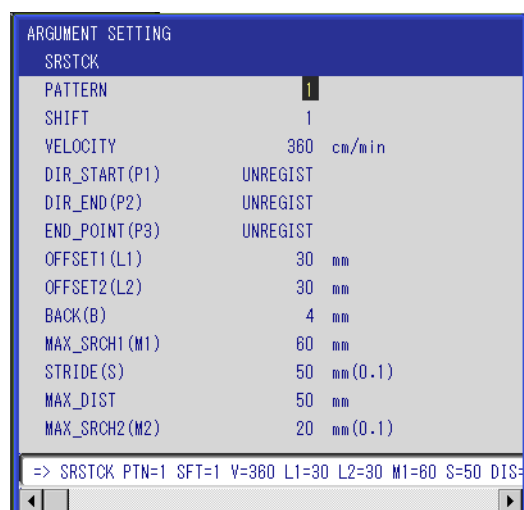 ARGUMENT SETTING
SRSTCK
PATTERN 1
SHIFT 1
VELOCITY 360 cm/min
DIR_START(P1) UNREGIST
DIR_END(P2) UNREGIST
END_POINT(P3) UNREGIST
OFFSET1(L1) 30 mm
OFFSET2(L2) 30 mm
BACK(B) 4 mm
MAX_SRCH1(M1) 60 mm
STRIDE(S) 50 mm(0.1)
MAX_DIST 50 mm
MAX_SRCH2(M2) 20 mm(0.1)
=> SRSTCK PTN=1 SFT=1 V=360 L1=30 L2=30 M1=60 S=50 DIS=